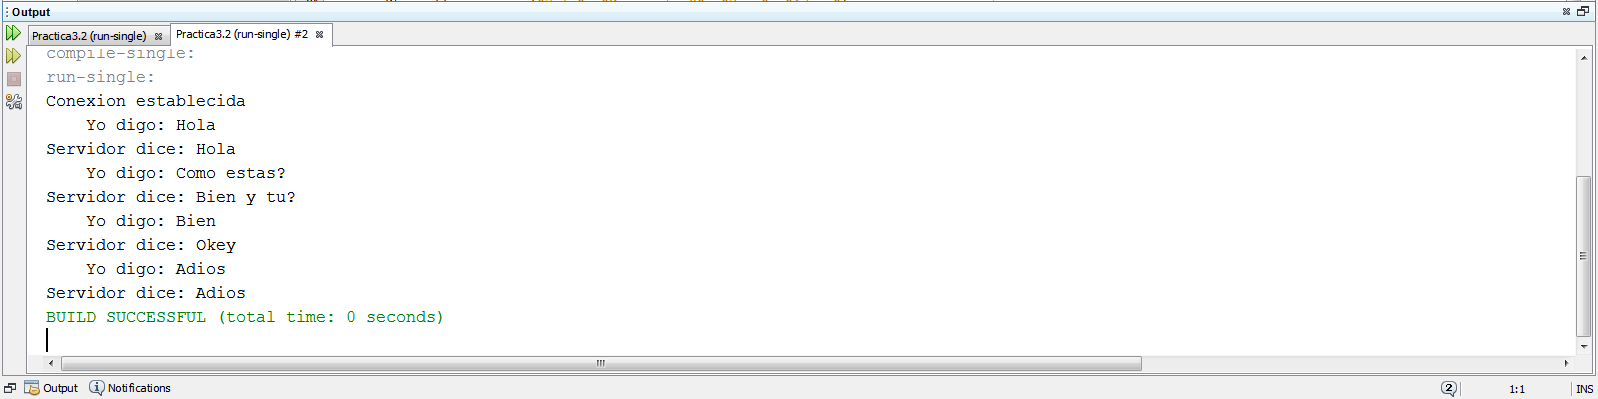 Output
Practica3.2 (run-single)
Practica3.2 (run-single) #2
compile-single:
run-single:
Conexion establecida
Yo digo: Hola
Servidor dice: Hola
Yo digo: Como estas?
Servidor dice: Bien y tu?
Yo digo: Bien
Servidor dice: Okey
Yo digo: Adios
Servidor dice: Adios
BUILD SUCCESSFUL (total time: 0 seconds)
Output Notifications 2 1:1 INS